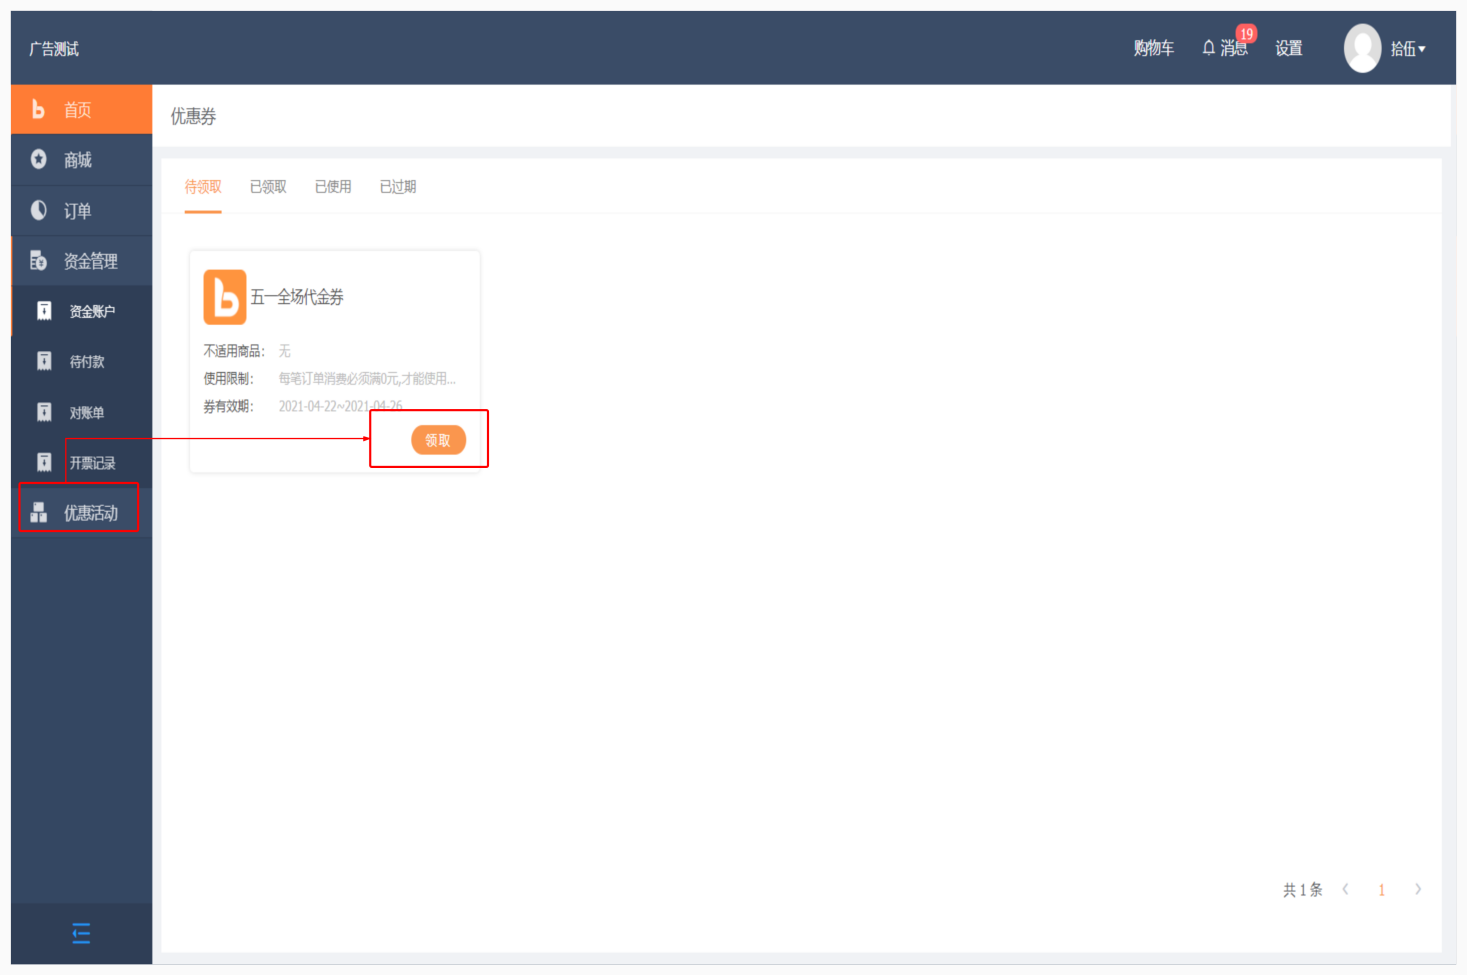 广告测试
购物车
消息
19
设置
拾伍
首页
商城
订单
资金管理
资金账户
待付款
对账单
开票记录
优惠活动
优惠券
待领取 已领取 已使用 已过期
五一全场代金券
不适用商品： 无
使用限制： 每笔订单消费必须满0元,才能使用...
券有效期： 2021-04-22~2021-04-26
领取
共 1 条 < 1 >